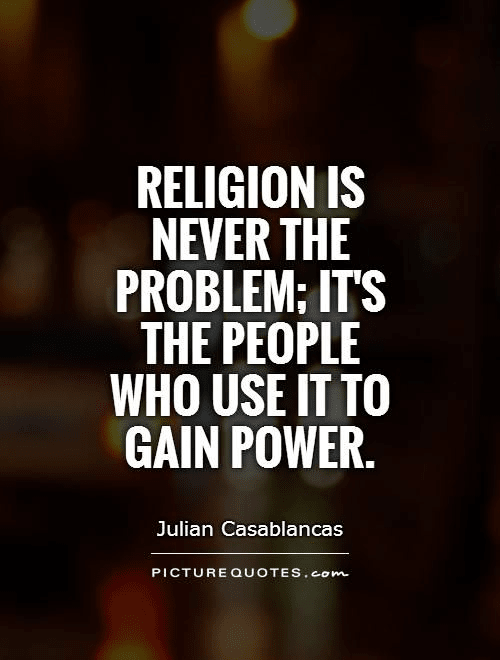 RELIGION IS
NEVER THE
PROBLEM; IT'S
THE PEOPLE
WHO USE IT TO
GAIN POWER.
Julian Casablancas
PICTUREQUOTES.com